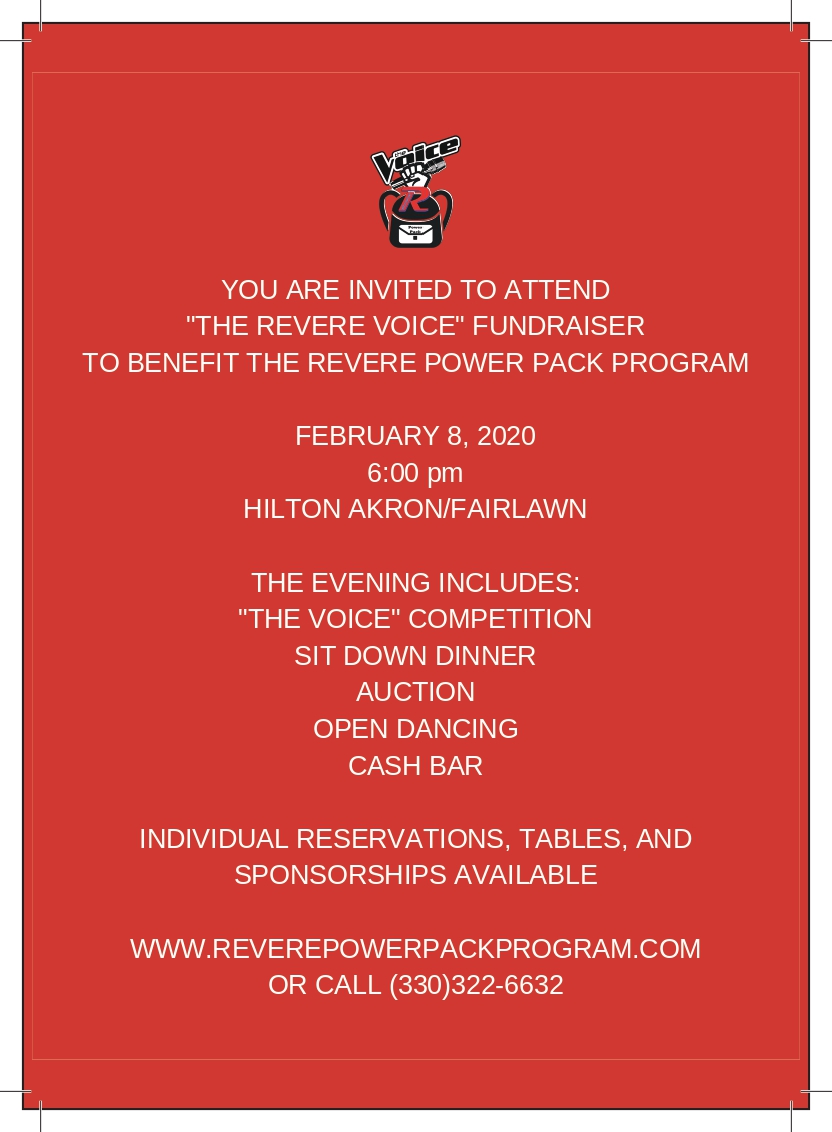 the
Voice
R
Power
Pack
YOU ARE INVITED TO ATTEND
"THE REVERE VOICE" FUNDRAISER
TO BENEFIT THE REVERE POWER PACK PROGRAM
FEBRUARY 8, 2020
6:00 pm
HILTON AKRON/FAIRLAWN
THE EVENING INCLUDES:
"THE VOICE" COMPETITION
SIT DOWN DINNER
AUCTION
OPEN DANCING
CASH BAR
INDIVIDUAL RESERVATIONS, TABLES, AND
SPONSORSHIPS AVAILABLE
WWW.REVEREPOWERPACKPROGRAM.COM
OR CALL (330)322-6632